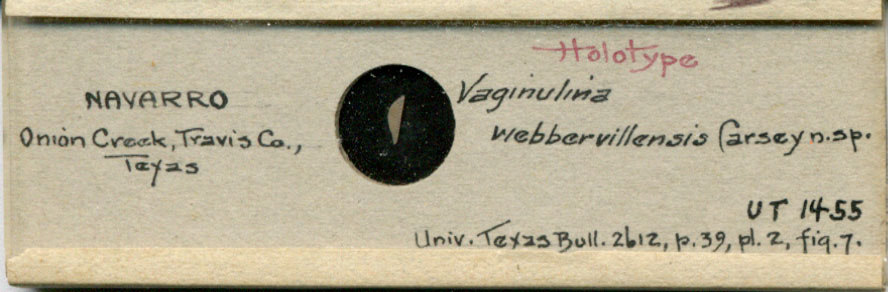 NAVARRO
Onion Creek, Travis Co.,
Texas
Holotype
Vaginulina
webbervillensis Carsey n.sp.
UT 1455
Univ. Texas Bull. 2612, p. 39, pl. 2, fig. 7.